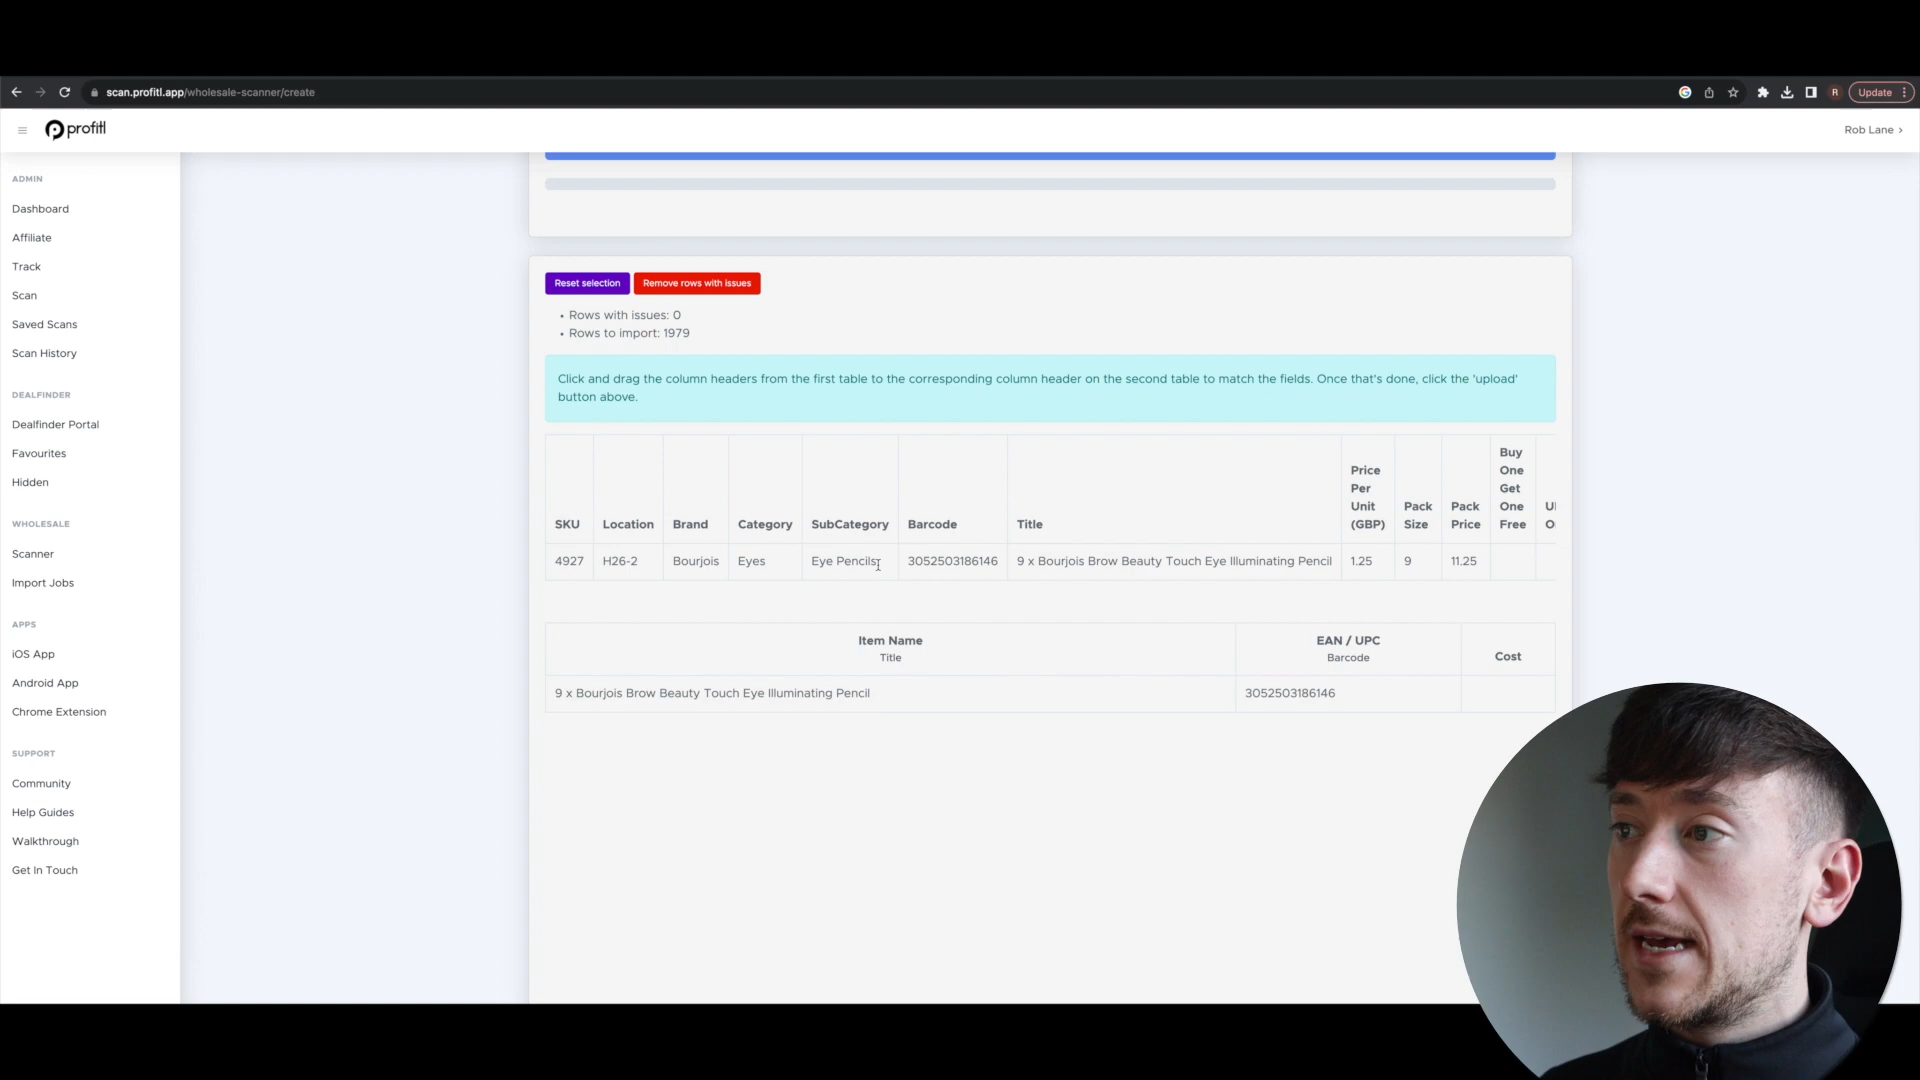 scan.profitl.app/wholesale-scanner/create
R
Update
profitl
Rob Lane
ADMIN
Dashboard
Affiliate
Track
Scan
Saved Scans
Scan History
DEALFINDER
Dealfinder Portal
Favourites
Hidden
WHOLESALE
Scanner
Import Jobs
APPS
iOS App
Android App
Chrome Extension
SUPPORT
Community
Help Guides
Walkthrough
Get In Touch
Reset selection Remove rows with issues
• Rows with issues: 0
• Rows to import: 1979
Click and drag the column headers from the first table to the corresponding column header on the second table to match the fields. Once that's done, click the 'upload'
button above.
SKU Location Brand Category SubCategory Barcode Title Price Per Unit (GBP) Pack Size Pack Price Buy One Get One Free
4927 H26-2 Bourjois Eyes Eye Pencils 3052503186146 9 x Bourjois Brow Beauty Touch Eye Illuminating Pencil 1.25 9 11.25
Item Name EAN / UPC Cost
Title Barcode
9 x Bourjois Brow Beauty Touch Eye Illuminating Pencil 3052503186146